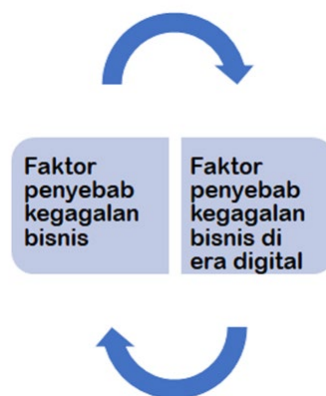 Faktor
penyebab
kegagalan
bisnis
Faktor
penyebab
kegagalan
bisnis di
era digital